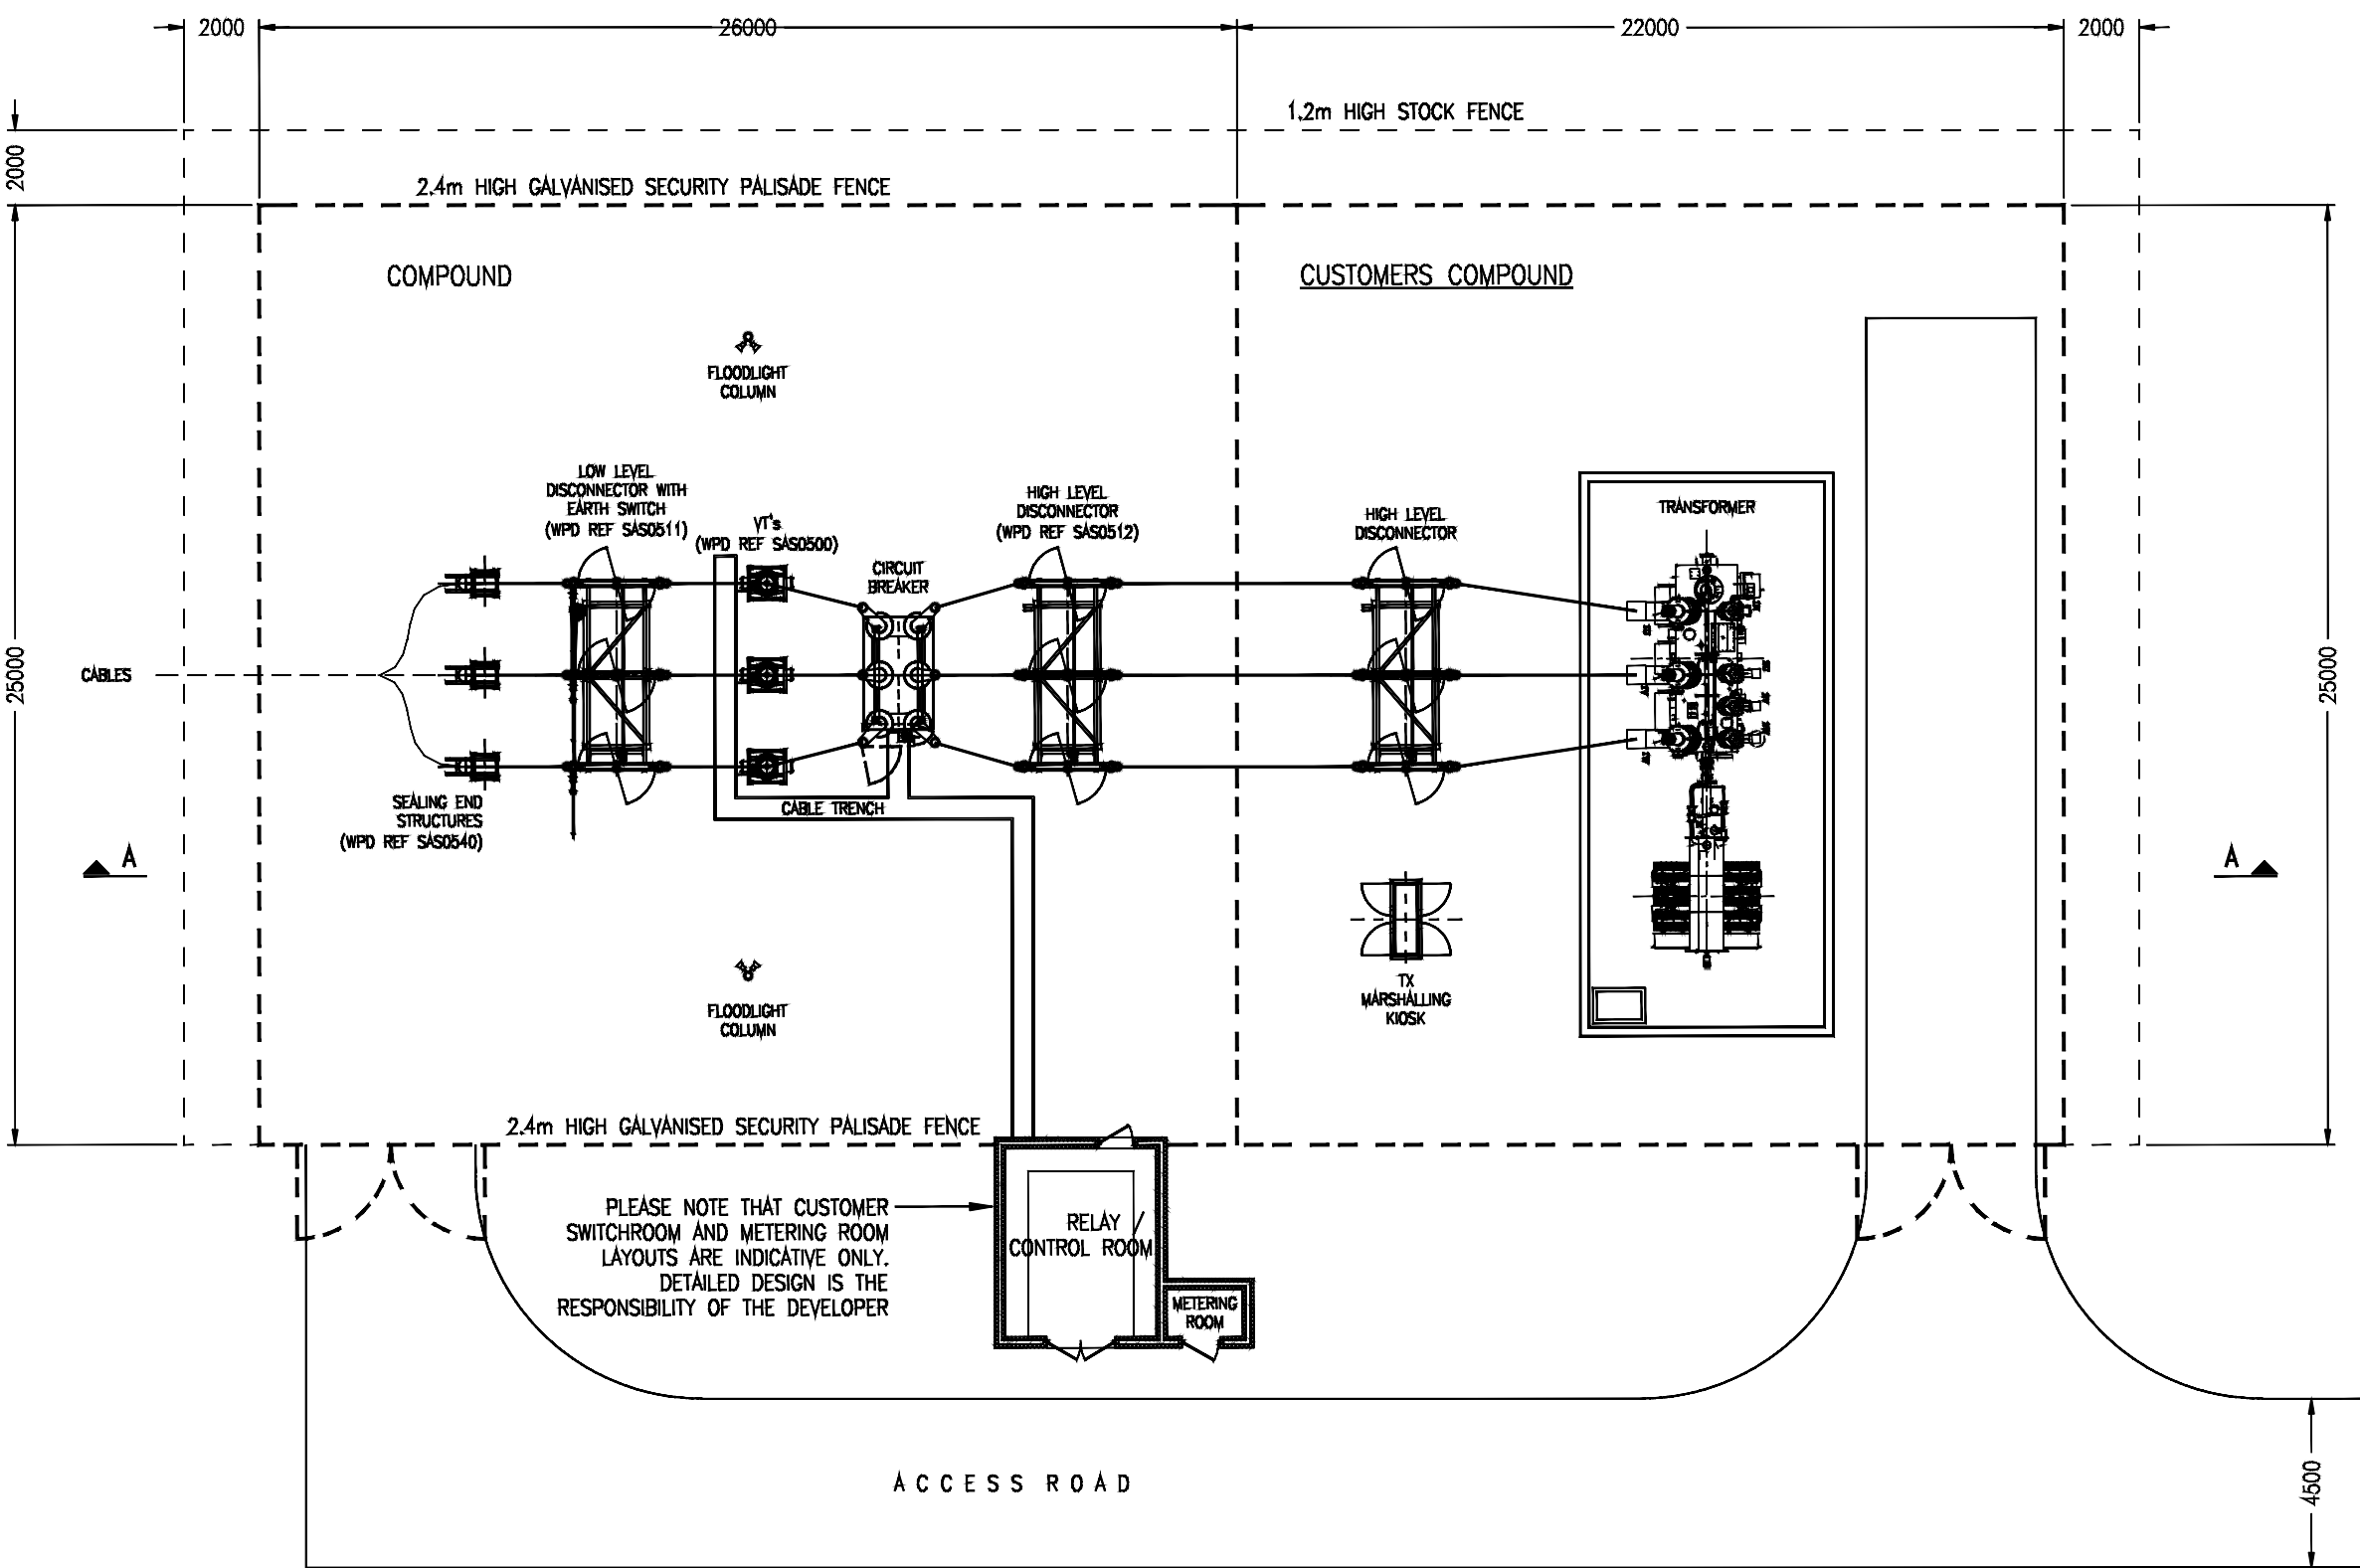 2000
26000
22000
2000
1.2m HIGH STOCK FENCE
2000
2.4m HIGH GALVANISED SECURITY PALISADE FENCE
COMPOUND
CUSTOMERS COMPOUND
FLOODLIGHT
COLUMN
LOW LEVEL
DISCONNECTOR WITH
EARTH SWITCH
(WPD REF SAS0511)
VT's
(WPD REF SAS0500)
HIGH LEVEL
DISCONNECTOR
(WPD REF SAS0512)
HIGH LEVEL
DISCONNECTOR
TRANSFORMER
CIRCUIT
BREAKER
25000
CABLES
25000
SEALING END
STRUCTURES
(WPD REF SAS0540)
CABLE TRENCH
A
A
FLOODLIGHT
COLUMN
TX
MARSHALLING
KIOSK
2.4m HIGH GALVANISED SECURITY PALISADE FENCE
PLEASE NOTE THAT CUSTOMER
SWITCHROOM AND METERING ROOM
LAYOUTS ARE INDICATIVE ONLY.
DETAILED DESIGN IS THE
RESPONSIBILITY OF THE DEVELOPER
RELAY /
CONTROL ROOM
METERING
ROOM
ACCESS ROAD
4500